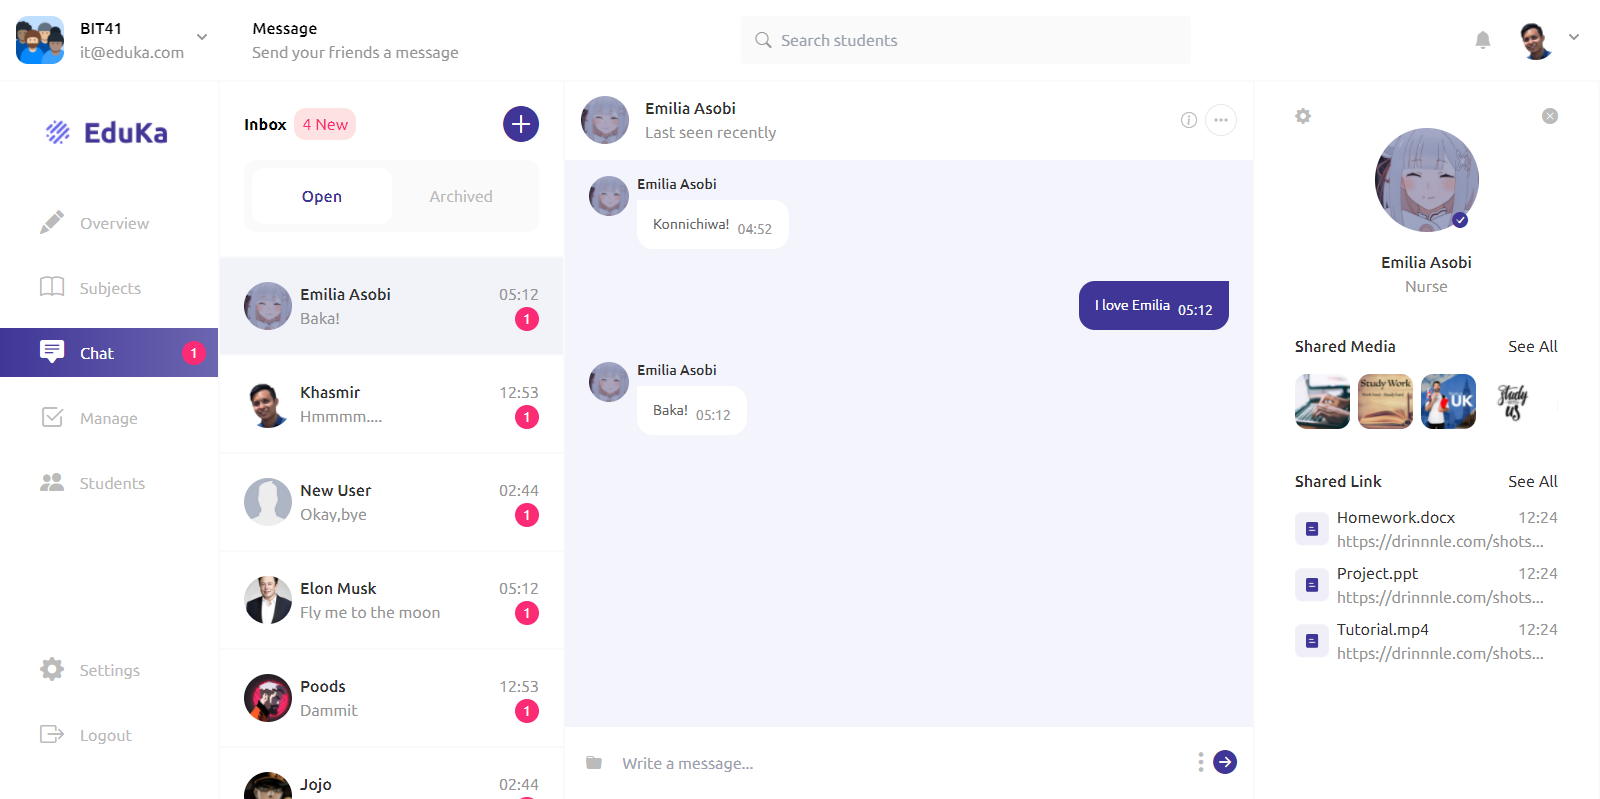 BIT41
it@eduka.com
Message
Send your friends a message
Search students
EduKa
Overview
Subjects
Chat 1
Manage
Students
Settings
Logout
Inbox 4 New
Open Archived
Emilia Asobi 05:12
Baka! 1
Khasmir 12:53
Hmmmm.... 1
New User 02:44
Okay,bye 1
Elon Musk 05:12
Fly me to the moon 1
Poods 12:53
Dammit 1
Jojo 02:44
Emilia Asobi
Last seen recently
Emilia Asobi
Konnichiwa! 04:52
I love Emilia 05:12
Emilia Asobi
Baka! 05:12
Write a message...
Emilia Asobi
Nurse
Shared Media See All
Study Work
UK
Study
us
Shared Link See All
Homework.docx 12:24
https://drinnnle.com/shots...
Project.ppt 12:24
https://drinnnle.com/shots...
Tutorial.mp4 12:24
https://drinnnle.com/shots...